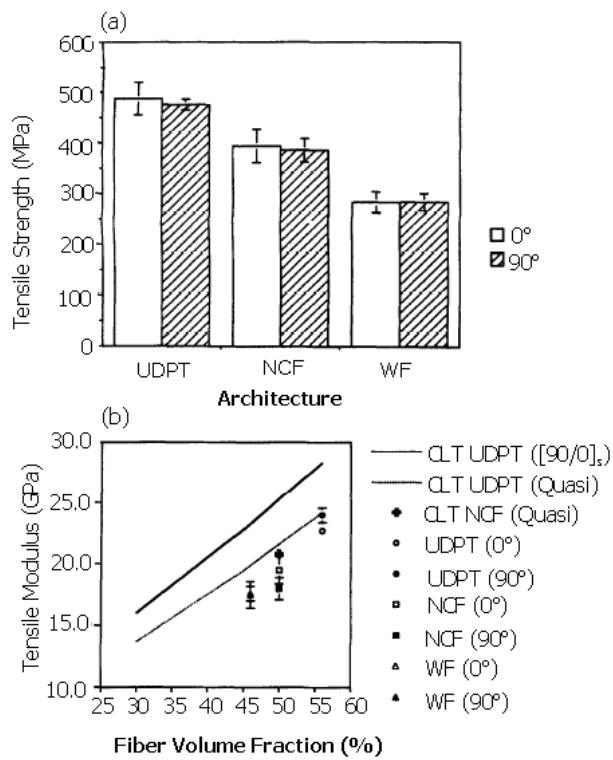 (a)
600
500
400
300
200
100
0
Tensile Strength (MPa)
UDPT NCF WF
Architecture
0°
90°
(b)
30.0
25.0
20.0
15.0
10.0
Tensile Modulus (GPa)
25 30 35 40 45 50 55 60
Fiber Volume Fraction (%)
CLT UDPT ([90/0]s)
CLT UDPT (Quasi)
CLT NCF (Quasi)
UDPT (0°)
UDPT (90°)
NCF (0°)
NCF (90°)
WF (0°)
WF (90°)